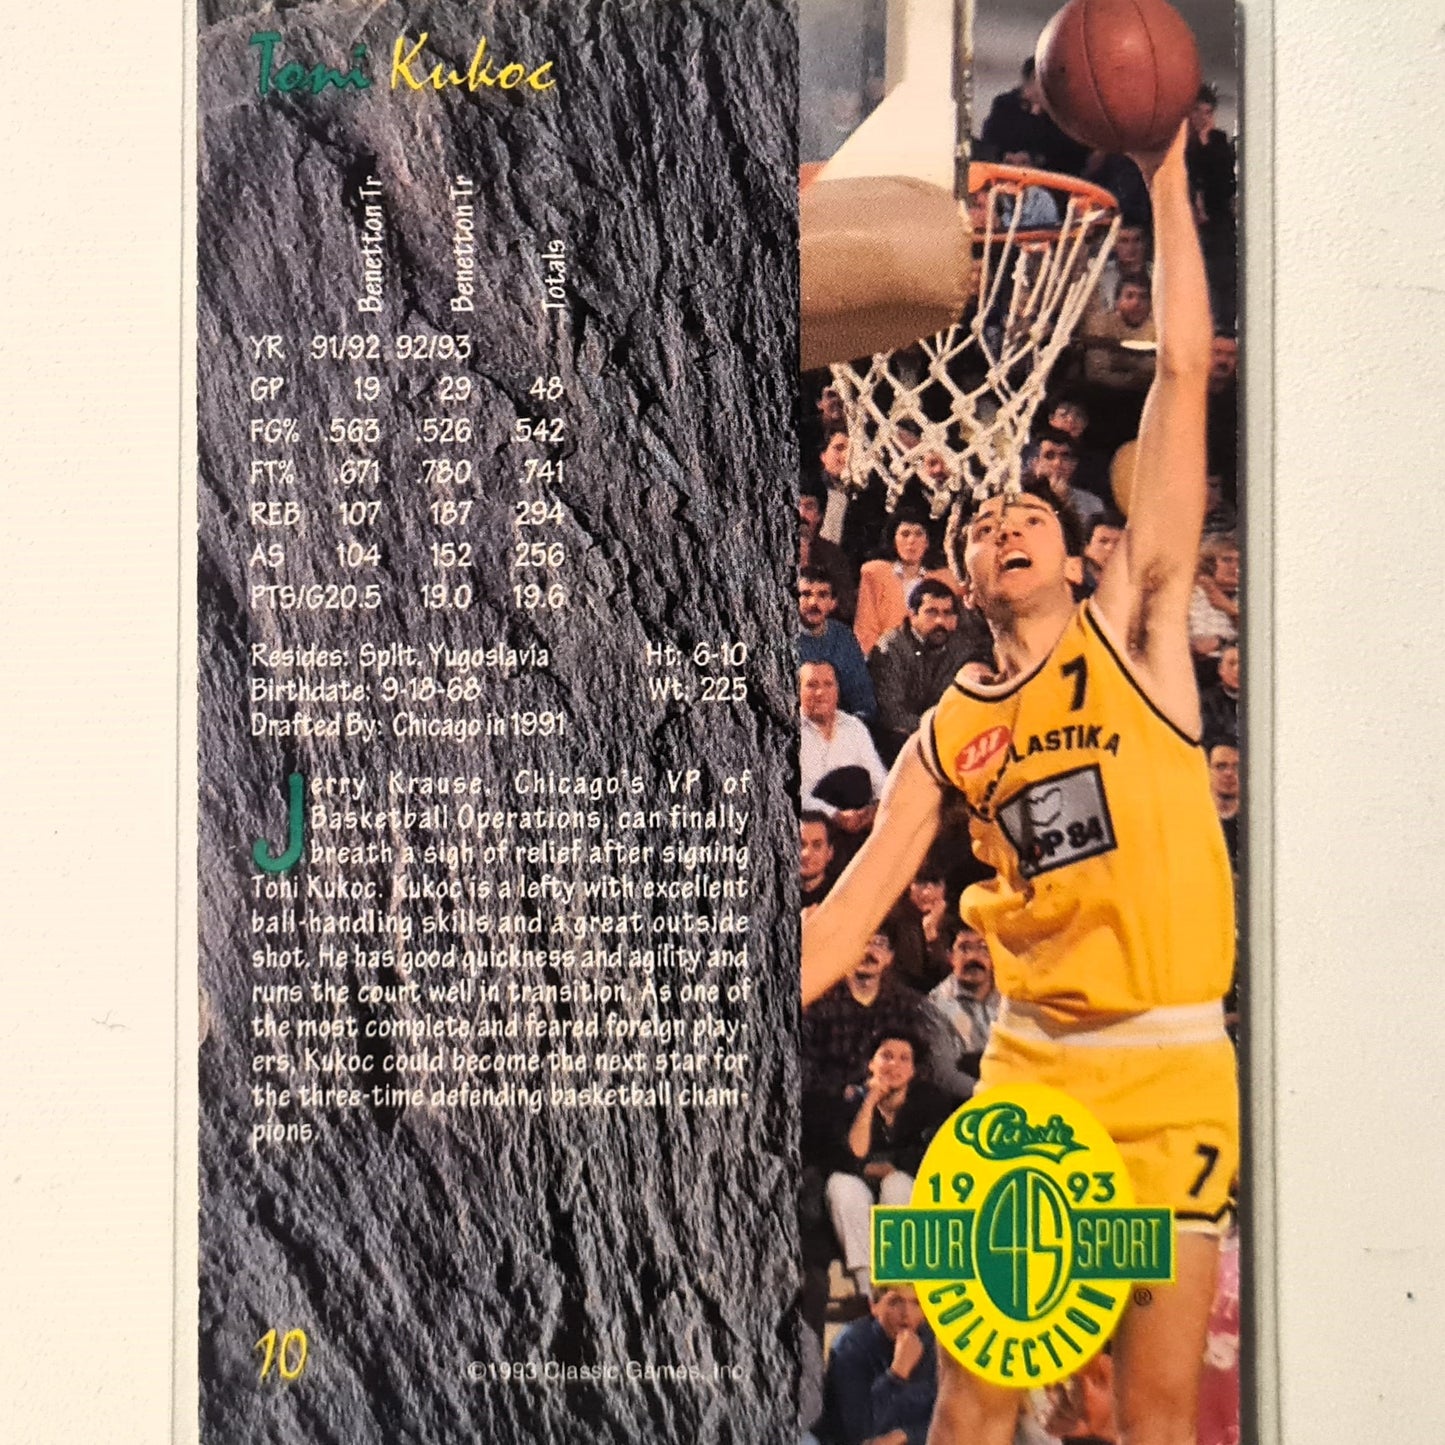 Toni Kukoc
Benetton Tr Benetton Tr Totals
YR 91/92 92/93
GP 19 29 48
FG% .563 .526 .542
FT% .671 .780 .741
REB 107 187 294
AS 104 152 256
PTS/G 20.5 19.0 19.6
Resides: Split, Yugoslavia Ht: 6-10
Birthdate: 9-18-68 Wt: 225
Drafted By: Chicago in 1991
Jerry Krause, Chicago's VP of
Basketball Operations, can finally
breath a sigh of relief after signing
Toni Kukoc. Kukoc is a lefty with excellent
ball-handling skills and a great outside
shot. He has good quickness and agility and
runs the court well in transition. As one of
the most complete and feared foreign play-
ers, Kukoc could become the next star for
the three-time defending basketball cham-
pions.
10
©1993 Classic Games, Inc.
7
LASTIKA
OP 84
7
Classic
19 93
FOUR 4S SPORT
COLLECTION
®